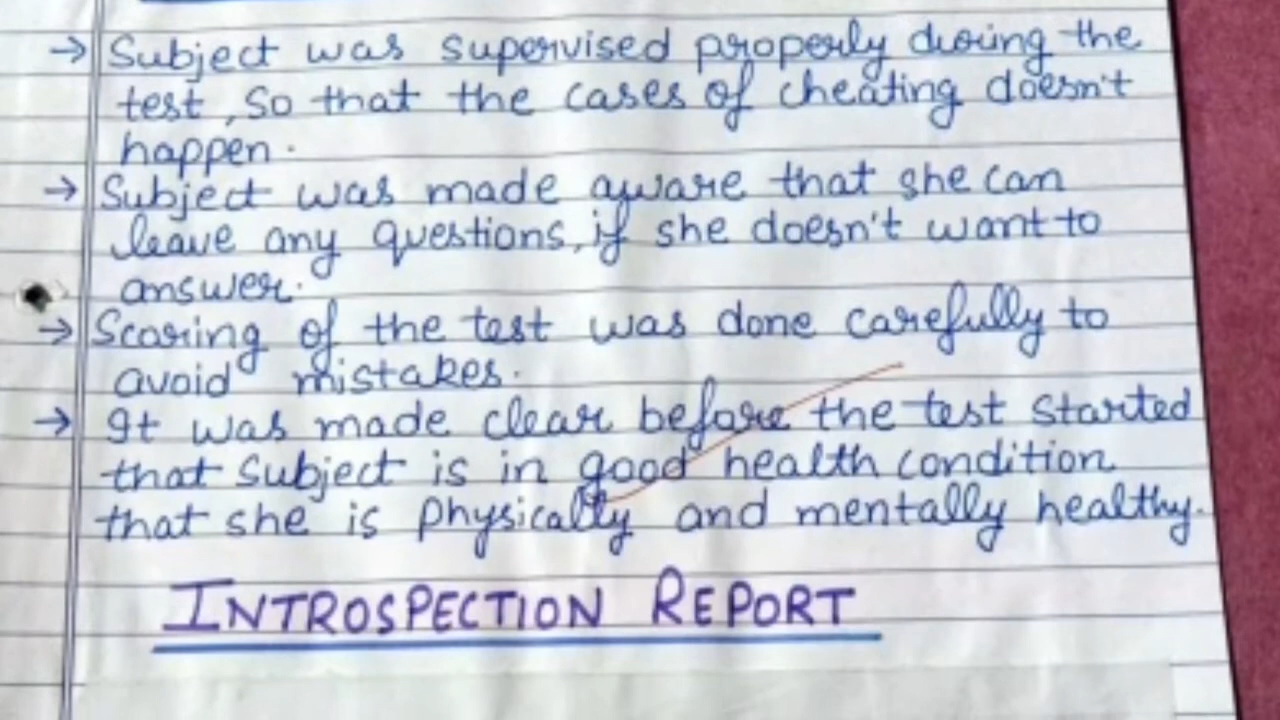 → Subject was supervised properly during the
test, So that the cases of cheating doesn't
happen.
→ Subject was made aware that she can
leave any questions, if she doesn't want to
answer.
→ Scoring of the test was done carefully to
avoid mistakes.
→ It was made clear before the test started
that Subject is in good health condition
that she is Physically and mentally healthy.
INTROSPECTION REPORT